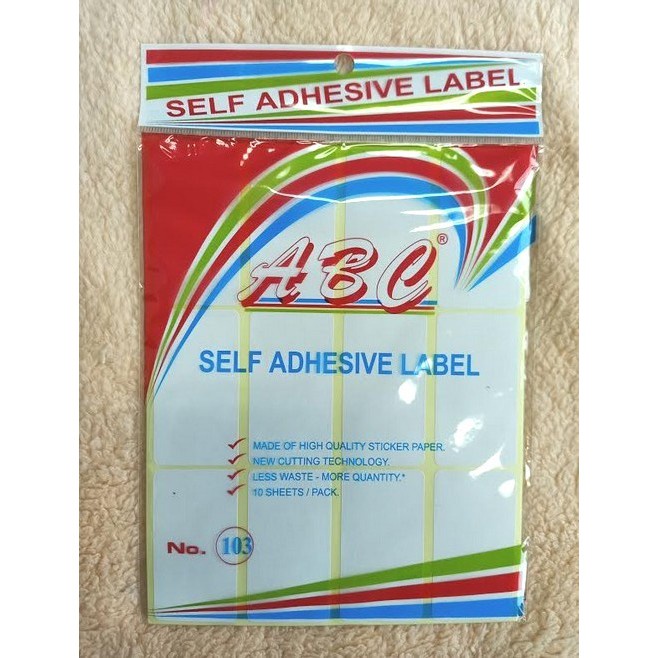 SELF ADHESIVE LABEL
ABC®
SELF ADHESIVE LABEL
✓ MADE OF HIGH QUALITY STICKER PAPER.
✓ NEW CUTTING TECHNOLOGY.
✓ LESS WASTE - MORE QUANTITY.*
✓ 10 SHEETS / PACK.
No. 103